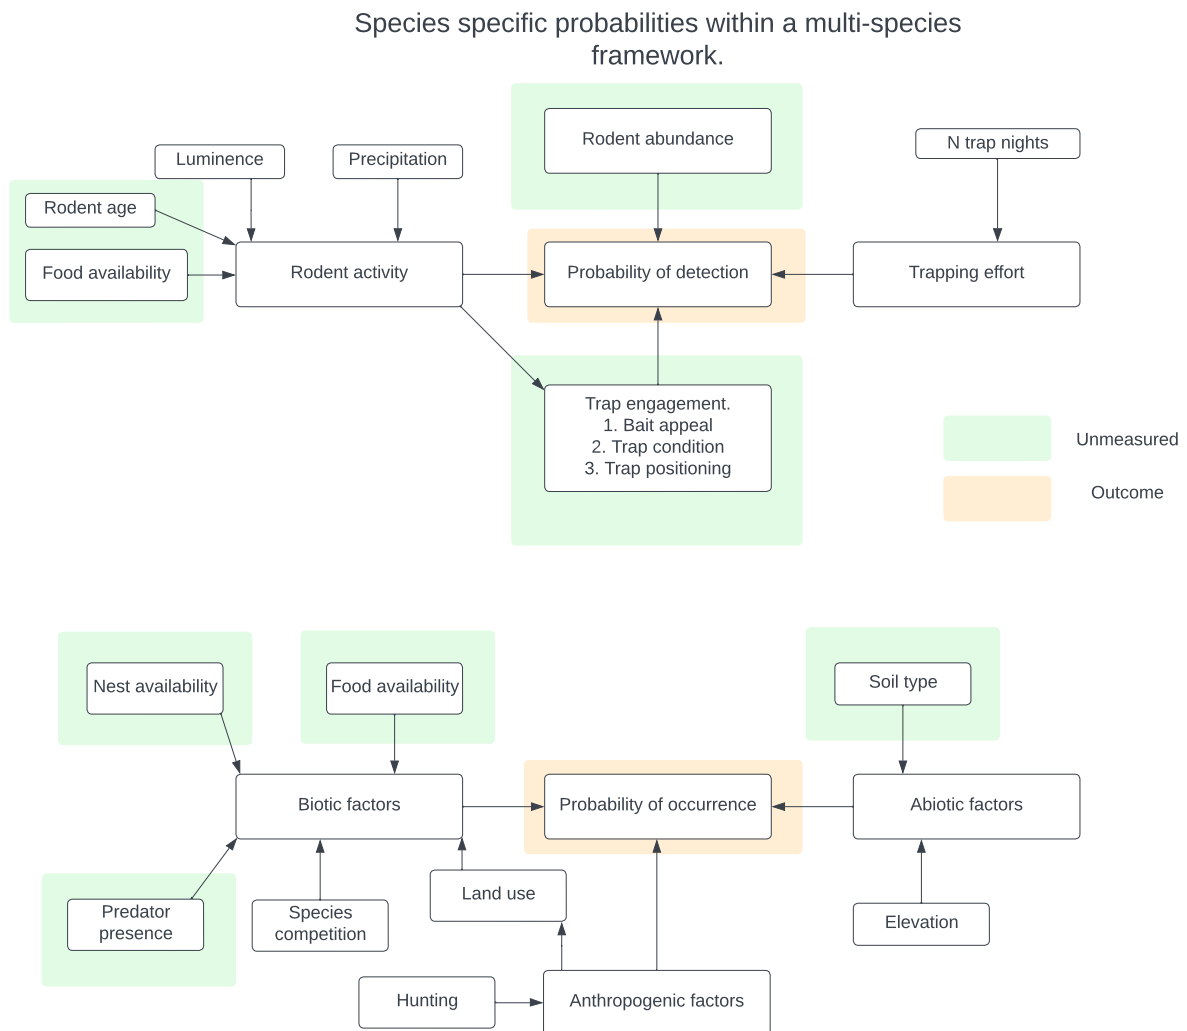 Species specific probabilities within a multi-species
framework.
Rodent abundance
N trap nights
Luminence
Precipitation
Rodent age
Food availability
Rodent activity
Probability of detection
Trapping effort
Trap engagement.
1. Bait appeal
2. Trap condition
3. Trap positioning
Unmeasured
Outcome
Nest availability
Food availability
Soil type
Biotic factors
Probability of occurrence
Abiotic factors
Land use
Predator
presence
Species
competition
Elevation
Hunting
Anthropogenic factors